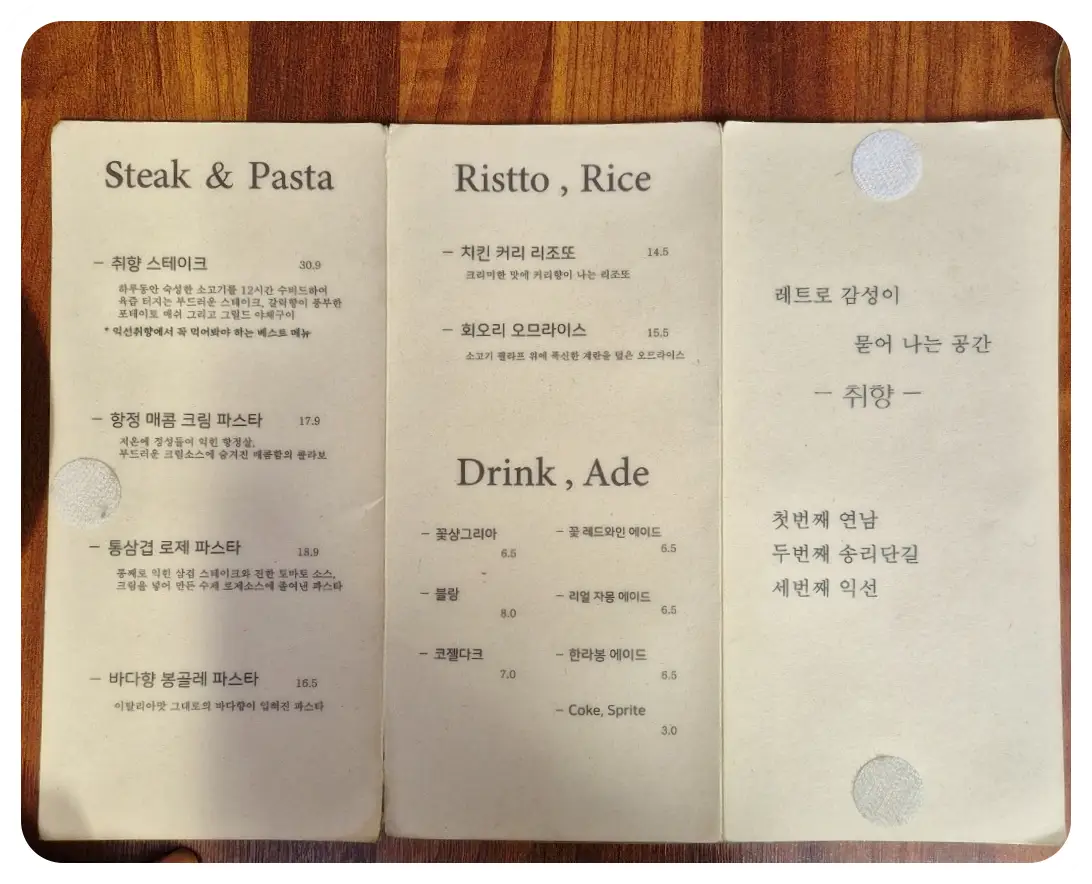 Steak & Pasta
– 취향 스테이크 30.9
하루동안 숙성한 소고기를 12시간 수비드하여
육즙 터지는 부드러운 스테이크, 갈릭향이 풍부한
포테이토 매쉬 그리고 그릴드 야채구이
* 익선취향에서 꼭 먹어봐야 하는 베스트 메뉴
– 항정 매콤 크림 파스타 17.9
저온에 정성들여 익힌 항정살,
부드러운 크림소스에 숨겨진 매콤함의 콜라보
– 통삼겹 로제 파스타 18.9
통째로 익힌 삼겹 스테이크와 진한 토마토 소스,
크림을 넣어 만든 수제 로제소스에 졸여낸 파스타
– 바다향 봉골레 파스타 16.5
이탈리아맛 그대로의 바다향이 입혀진 파스타
Ristto , Rice
– 치킨 커리 리조또 14.5
크리미한 맛에 커리향이 나는 리조또
– 회오리 오므라이스 15.5
소고기 필라프 위에 폭신한 계란을 덮은 오므라이스
Drink , Ade
– 꽃샹그리아
6.5
– 블랑
8.0
– 코젤다크
7.0
– 꽃 레드와인 에이드
6.5
– 리얼 자몽 에이드
6.5
– 한라봉 에이드
6.5
– Coke, Sprite
3.0
레트로 감성이
묻어 나는 공간
– 취향 –
첫번째 연남
두번째 송리단길
세번째 익선